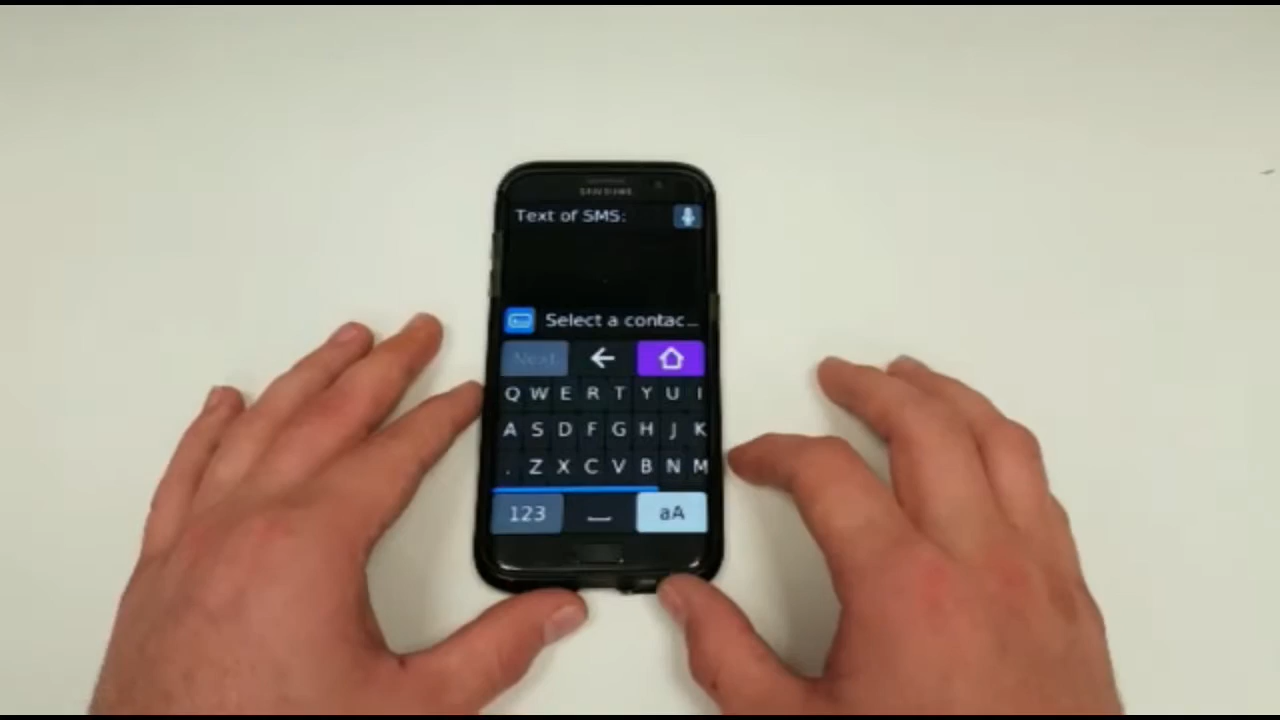 SAMSUNG
Text of SMS:
Select a contac...
Next
Q W E R T Y U I
A S D F G H J K
. Z X C V B N M
123 aA